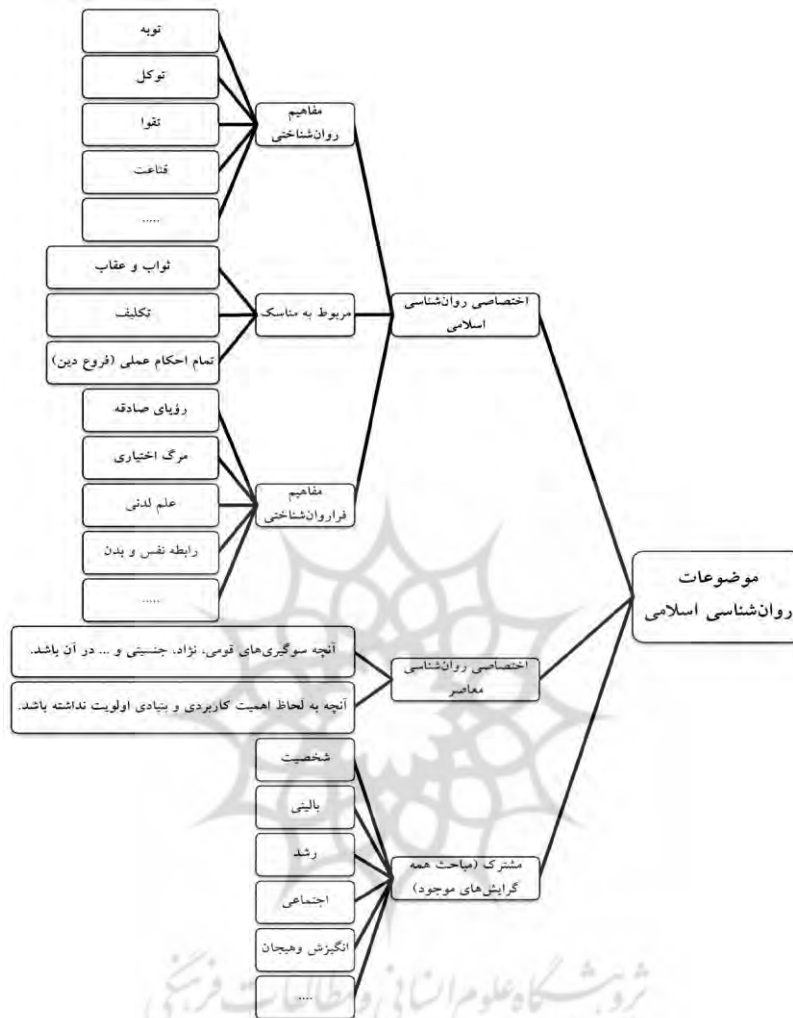 موضوعات
روان‌شناسی اسلامی
اختصاصی روان‌شناسی
اسلامی
مفاهیم
روان‌شناختی
توبه
توکل
تقوا
قناعت
.....
مربوط به مناسک
ثواب و عقاب
تکلیف
تمام احکام عملی (فروع دین)
مفاهیم
فراروان‌شناختی
رؤیای صادقه
مرگ اختیاری
علم لدنی
رابطه نفس و بدن
.....
اختصاصی روان‌شناسی
معاصر
آنچه سوگیری‌های قومی، نژاد، جنسیتی و ... در آن باشد.
آنچه به لحاظ اهمیت کاربردی و بنیادی اولویت نداشته باشد.
مشترک (مباحث همه
گرایش‌های موجود)
شخصیت
بالینی
رشد
اجتماعی
انگیزش وهیجان
....
پژوهشگاه علوم انسانی و مطالعات فرهنگی